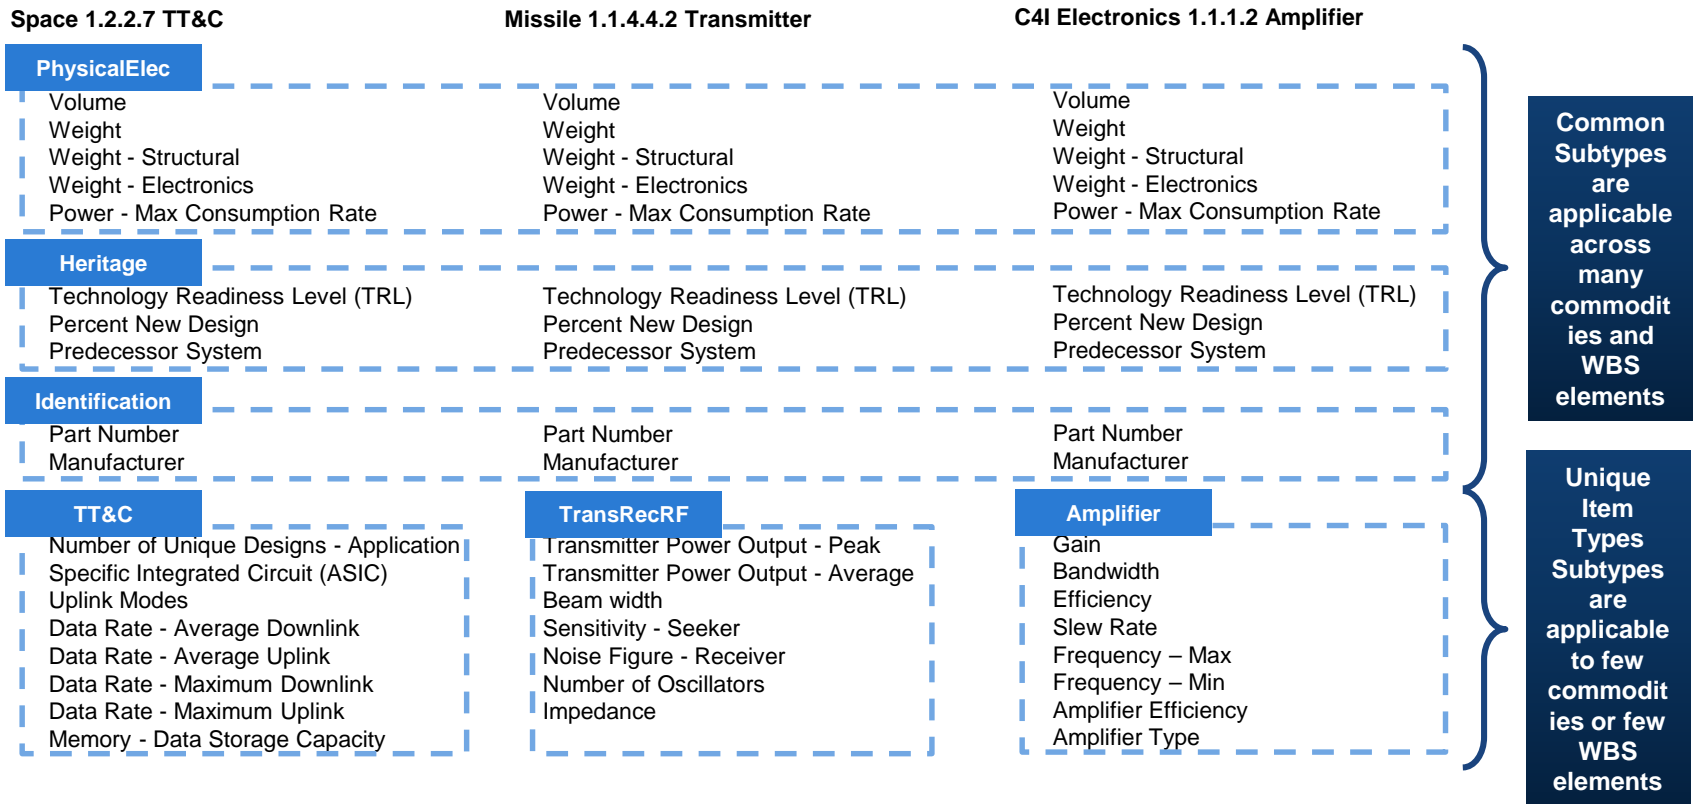 Space 1.2.2.7 TT&C
Missile 1.1.4.4.2 Transmitter
C4I Electronics 1.1.1.2 Amplifier
PhysicalElec
Volume
Weight
Weight - Structural
Weight - Electronics
Power - Max Consumption Rate
Volume
Weight
Weight - Structural
Weight - Electronics
Power - Max Consumption Rate
Volume
Weight
Weight - Structural
Weight - Electronics
Power - Max Consumption Rate
Heritage
Technology Readiness Level (TRL)
Percent New Design
Predecessor System
Technology Readiness Level (TRL)
Percent New Design
Predecessor System
Technology Readiness Level (TRL)
Percent New Design
Predecessor System
Identification
Part Number
Manufacturer
Part Number
Manufacturer
Part Number
Manufacturer
Common
Subtypes
are
applicable
across
many
commodit
ies and
WBS
elements
TT&C
Number of Unique Designs - Application
Specific Integrated Circuit (ASIC)
Uplink Modes
Data Rate - Average Downlink
Data Rate - Average Uplink
Data Rate - Maximum Downlink
Data Rate - Maximum Uplink
Memory - Data Storage Capacity
TransRecRF
Transmitter Power Output - Peak
Transmitter Power Output - Average
Beam width
Sensitivity - Seeker
Noise Figure - Receiver
Number of Oscillators
Impedance
Amplifier
Gain
Bandwidth
Efficiency
Slew Rate
Frequency – Max
Frequency – Min
Amplifier Efficiency
Amplifier Type
Unique
Item
Types
Subtypes
are
applicable
to few
commodit
ies or few
WBS
elements